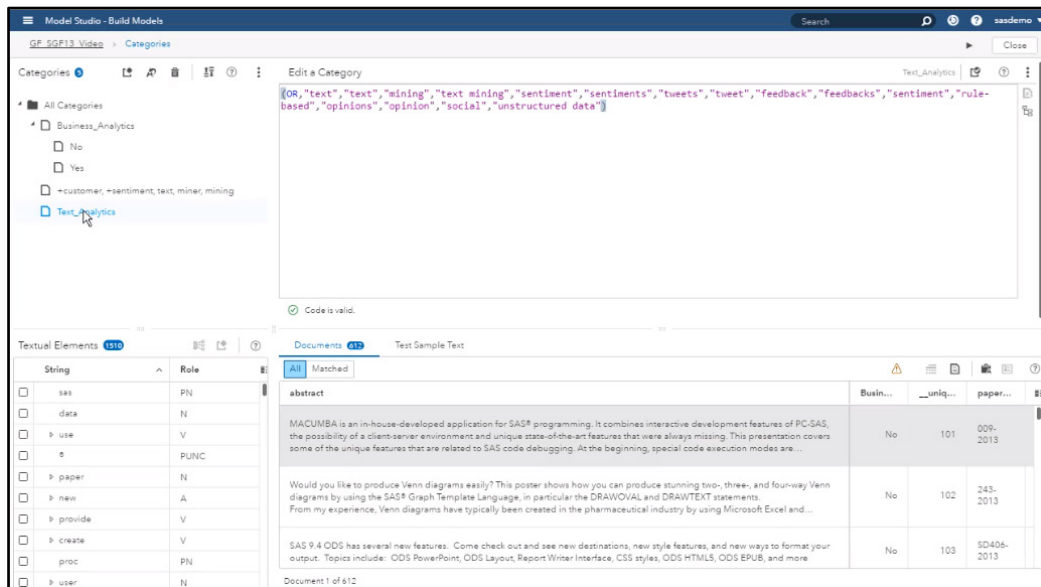 Model Studio - Build Models
Search
sasdemo
GF_SGF13_Video › Categories
Close
Categories 5
Edit a Category
Text_Analytics
(OR,"text","text","mining","text mining","sentiment","sentiments","tweets","tweet","feedback","feedbacks","sentiment","rule-
based","opinions","opinion","social","unstructured data")
All Categories
Business_Analytics
No
Yes
+customer, +sentiment, text, miner, mining
Text_Analytics
Code is valid.
Textual Elements 1510
Documents 612
Test Sample Text
All
Matched
String
Role
sas PN
data N
use V
® PUNC
paper N
new A
provide V
create V
proc PN
user N
abstract
Busin...
__uniq...
paper...
MACUMBA is an in-house-developed application for SAS® programming. It combines interactive development features of PC-SAS,
the possibility of a client-server environment and unique state-of-the-art features that were always missing. This presentation covers
some of the unique features that are related to SAS code debugging. At the beginning, special code execution modes are...
No
101
009-
2013
Would you like to produce Venn diagrams easily? This poster shows how you can produce stunning two-, three-, and four-way Venn
diagrams by using the SAS® Graph Template Language, in particular the DRAWOVAL and DRAWTEXT statements.
From my experience, Venn diagrams have typically been created in the pharmaceutical industry by using Microsoft Excel and...
No
102
243-
2013
SAS 9.4 ODS has several new features. Come check out and see new destinations, new style features, and new ways to format your
output. Topics include: ODS PowerPoint, ODS Layout, Report Writer Interface, CSS styles, ODS HTML5, ODS EPUB, and more
No
103
SD406-
2013
Document 1 of 612